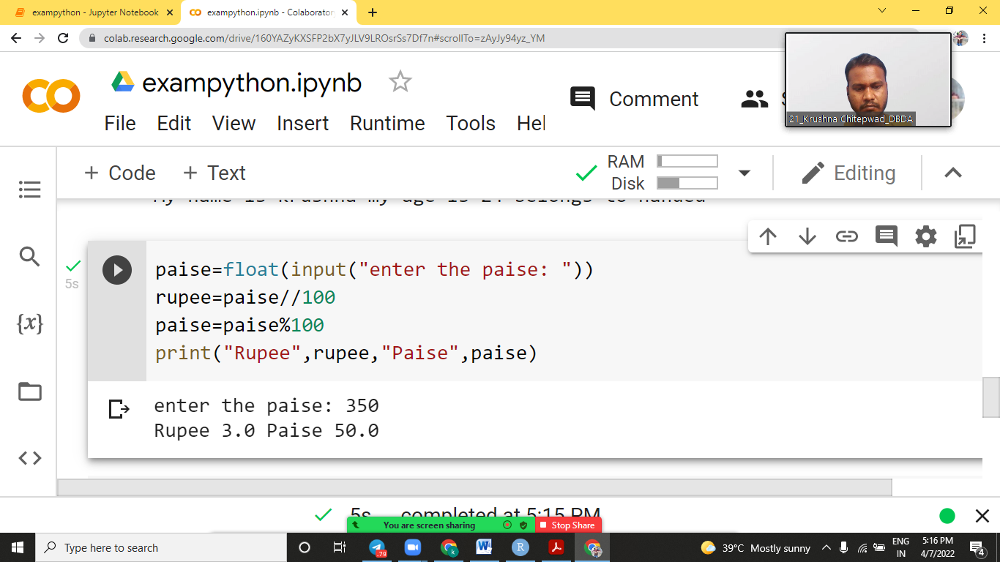 exampython - Jupyter Notebook
exampython.ipynb - Colaborator
colab.research.google.com/drive/160YAZyKXSFP2bX7yJLV9LROsrSs7Df7n#scrollTo=zAyJy94yz_YM
exampython.ipynb
Comment
21_Krushna Chitepwad_DBDA
File Edit View Insert Runtime Tools Hel
+ Code + Text
RAM
Disk
Editing
My name is krushna my age is 24 belongs to nanded
5s
paise=float(input("enter the paise: "))
rupee=paise//100
paise=paise%100
print("Rupee",rupee,"Paise",paise)
{x}
enter the paise: 350
Rupee 3.0 Paise 50.0
5s completed at 5:15 PM
You are screen sharing Stop Share
Type here to search
79
W
R
39°C Mostly sunny
ENG
IN
5:16 PM
4/7/2022
4